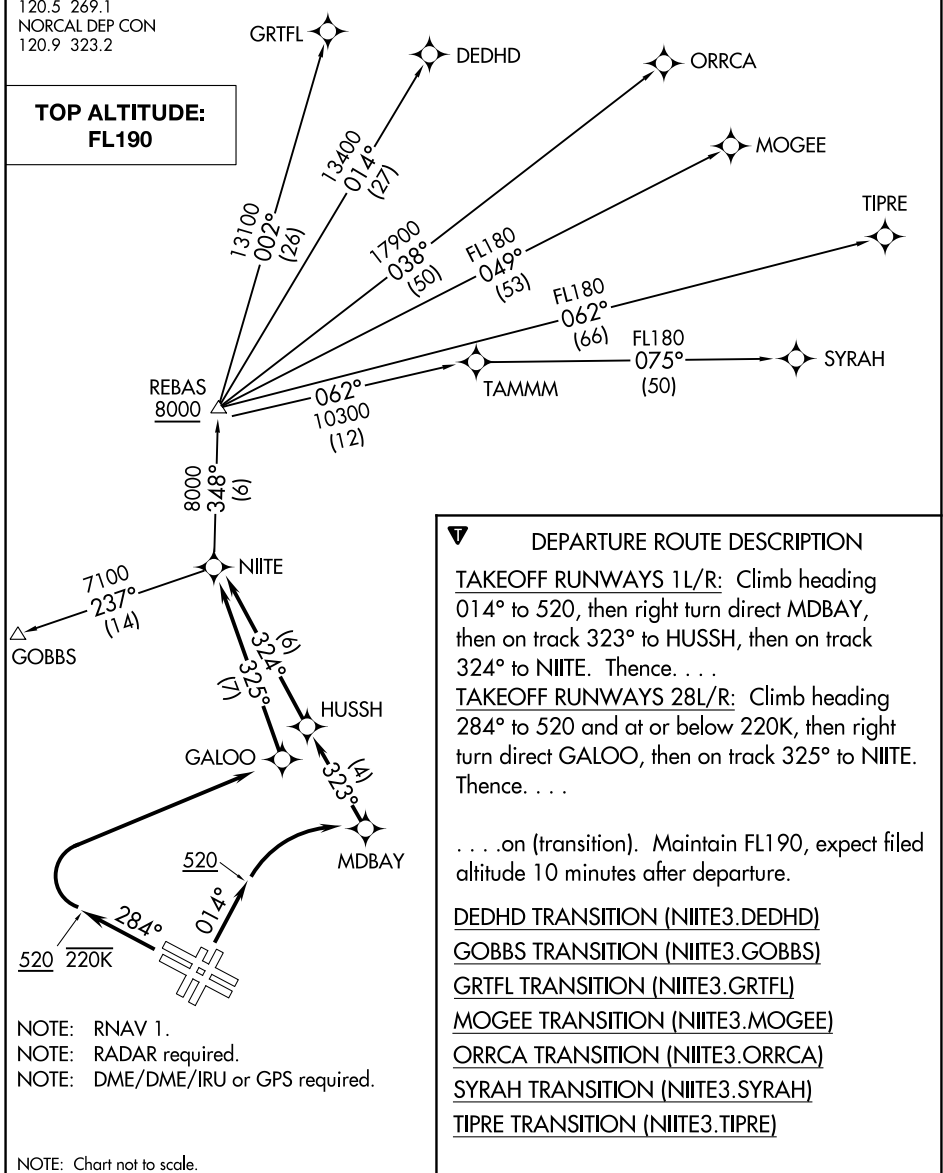 120.5 269.1
NORCAL DEP CON
120.9 323.2
TOP ALTITUDE:
FL190
GRTFL
DEDHD
ORRCA
MOGEE
TIPRE
13100
002°
(26)
13400
014°
(27)
17900
038°
(50)
FL180
049°
(53)
FL180
062°
(66)
FL180
075°
(50)
SYRAH
TAMMM
REBAS
8000
062°
10300
(12)
8000
348°
(6)
NIITE
7100
237°
(14)
GOBBS
324°
(6)
325°
(7)
HUSSH
GALOO
323°
(4)
MDBAY
520
014°
284°
520 220K
NOTE: RNAV 1.
NOTE: RADAR required.
NOTE: DME/DME/IRU or GPS required.
NOTE: Chart not to scale.
T
DEPARTURE ROUTE DESCRIPTION
TAKEOFF RUNWAYS 1L/R: Climb heading
014° to 520, then right turn direct MDBAY,
then on track 323° to HUSSH, then on track
324° to NIITE. Thence. . . .
TAKEOFF RUNWAYS 28L/R: Climb heading
284° to 520 and at or below 220K, then right
turn direct GALOO, then on track 325° to NIITE.
Thence. . . .
. . . .on (transition). Maintain FL190, expect filed
altitude 10 minutes after departure.
DEDHD TRANSITION (NIITE3.DEDHD)
GOBBS TRANSITION (NIITE3.GOBBS)
GRTFL TRANSITION (NIITE3.GRTFL)
MOGEE TRANSITION (NIITE3.MOGEE)
ORRCA TRANSITION (NIITE3.ORRCA)
SYRAH TRANSITION (NIITE3.SYRAH)
TIPRE TRANSITION (NIITE3.TIPRE)